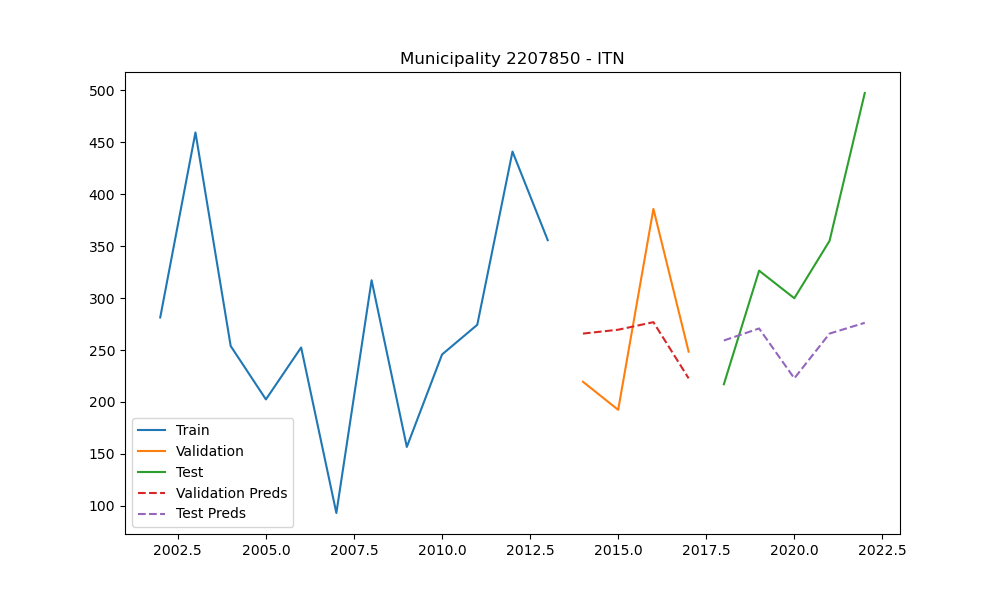 Municipality 2207850 - ITN
500
450
400
350
300
250
200
150
100
Train
Validation
Test
Validation Preds
Test Preds
2002.5 2005.0 2007.5 2010.0 2012.5 2015.0 2017.5 2020.0 2022.5